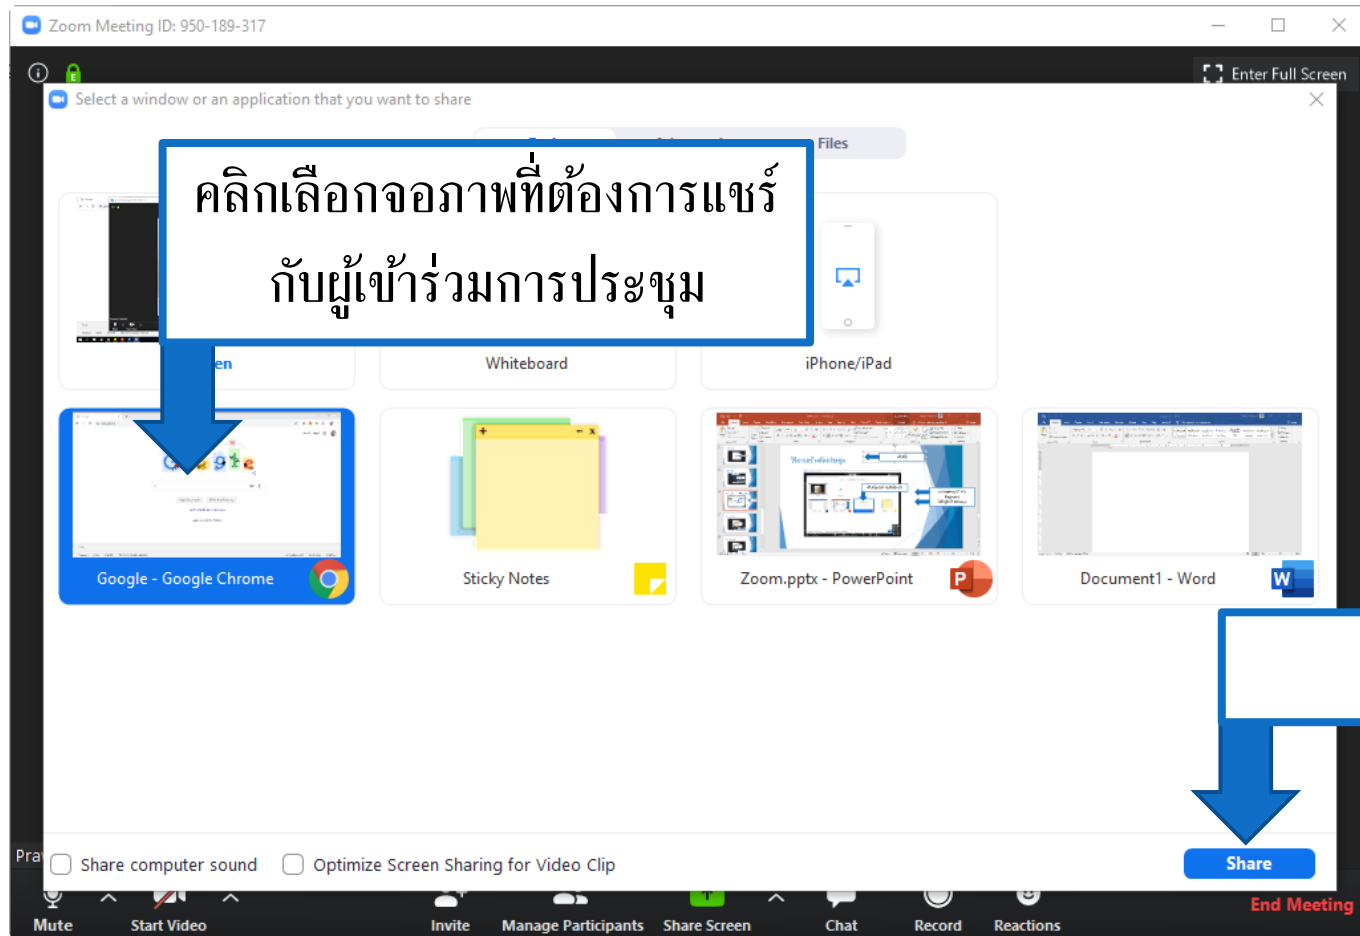 Zoom Meeting ID: 950-189-317
Enter Full Screen
Select a window or an application that you want to share
Files
คลิกเลือกจอภาพที่ต้องการแชร์
กับผู้เข้าร่วมการประชุม
Whiteboard
iPhone/iPad
Google - Google Chrome
Sticky Notes
Zoom.pptx - PowerPoint
Document1 - Word
Share computer sound
Optimize Screen Sharing for Video Clip
Share
Mute
Start Video
Invite
Manage Participants
Share Screen
Chat
Record
Reactions
End Meeting